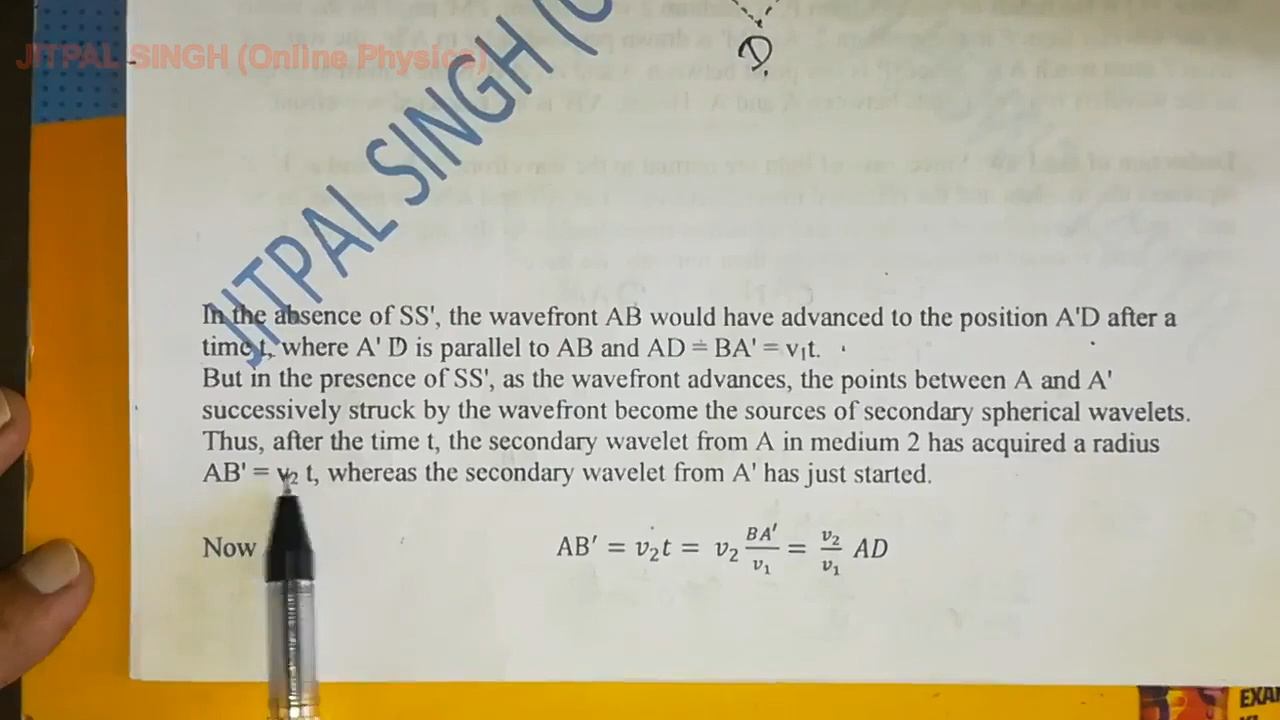 JITPAL SINGH (Online Physics)
D
JITPAL SINGH (
In the absence of SS', the wavefront AB would have advanced to the position A'D after a
time t, where A' D is parallel to AB and AD = BA' = v₁t.
But in the presence of SS', as the wavefront advances, the points between A and A'
successively struck by the wavefront become the sources of secondary spherical wavelets.
Thus, after the time t, the secondary wavelet from A in medium 2 has acquired a radius
AB' = v₂ t, whereas the secondary wavelet from A' has just started.
Now AB′ = v₂t = v₂ BA′/v₁ = v₂/v₁ AD
EXA